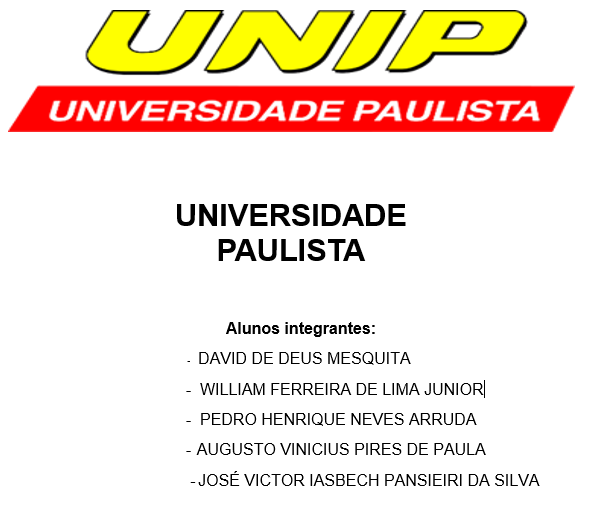 UNIP
UNIVERSIDADE PAULISTA
UNIVERSIDADE
PAULISTA
Alunos integrantes:
- DAVID DE DEUS MESQUITA
- WILLIAM FERREIRA DE LIMA JUNIOR
- PEDRO HENRIQUE NEVES ARRUDA
- AUGUSTO VINICIUS PIRES DE PAULA
- JOSÉ VICTOR IASBECH PANSIEIRI DA SILVA